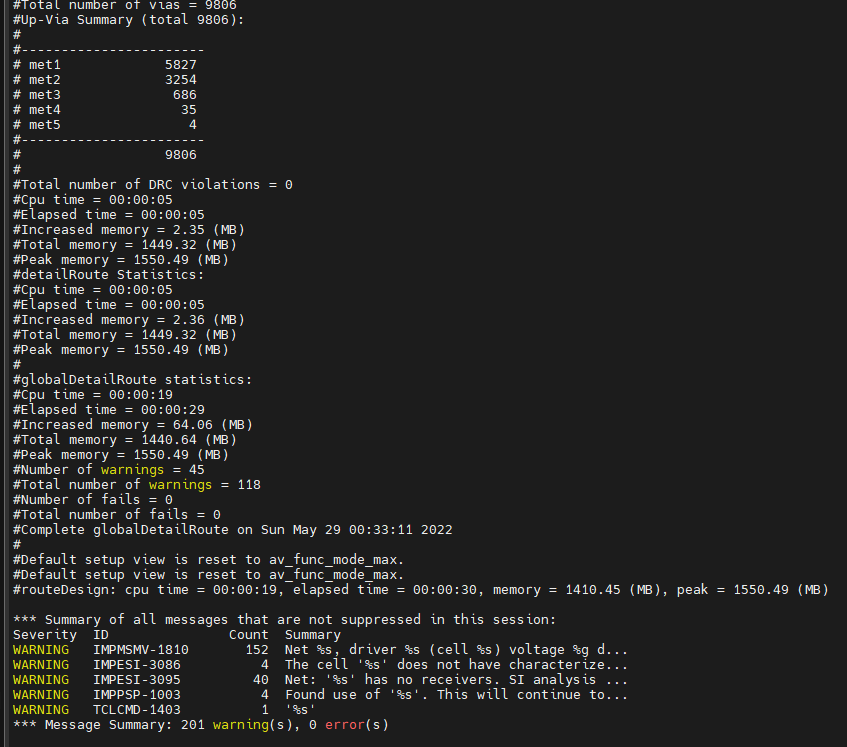 #Total number of vias = 9806
#Up-Via Summary (total 9806):
#
#-----------------------
# met1             5827
# met2             3254
# met3              686
# met4               35
# met5                4
#-----------------------
#                  9806
#
#Total number of DRC violations = 0
#Cpu time = 00:00:05
#Elapsed time = 00:00:05
#Increased memory = 2.35 (MB)
#Total memory = 1449.32 (MB)
#Peak memory = 1550.49 (MB)
#detailRoute Statistics:
#Cpu time = 00:00:05
#Elapsed time = 00:00:05
#Increased memory = 2.36 (MB)
#Total memory = 1449.32 (MB)
#Peak memory = 1550.49 (MB)
#
#globalDetailRoute statistics:
#Cpu time = 00:00:19
#Elapsed time = 00:00:29
#Increased memory = 64.06 (MB)
#Total memory = 1440.64 (MB)
#Peak memory = 1550.49 (MB)
#Number of warnings = 45
#Total number of warnings = 118
#Number of fails = 0
#Total number of fails = 0
#Complete globalDetailRoute on Sun May 29 00:33:11 2022
#
#Default setup view is reset to av_func_mode_max.
#Default setup view is reset to av_func_mode_max.
#routeDesign: cpu time = 00:00:19, elapsed time = 00:00:30, memory = 1410.45 (MB), peak = 1550.49 (MB)
*** Summary of all messages that are not suppressed in this session:
Severity  ID               Count  Summary
WARNING   IMPMSMV-1810       152  Net %s, driver %s (cell %s) voltage %g d...
WARNING   IMPESI-3086          4  The cell '%s' does not have characterize...
WARNING   IMPESI-3095         40  Net: '%s' has no receivers. SI analysis ...
WARNING   IMPPSP-1003          4  Found use of '%s'. This will continue to...
WARNING   TCLCMD-1403          1  '%s'
*** Message Summary: 201 warning(s), 0 error(s)